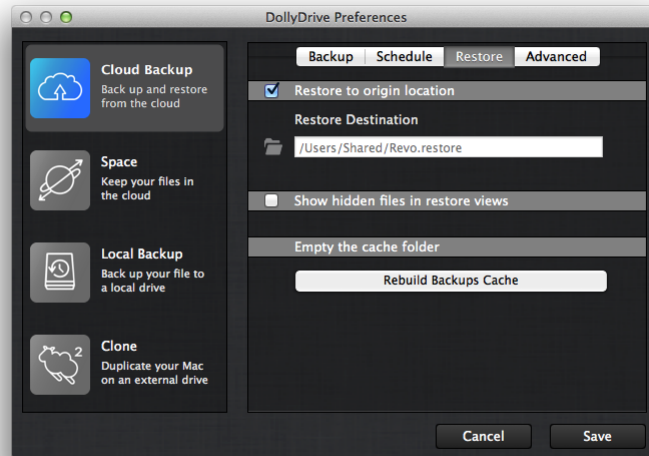 DollyDrive Preferences
Cloud Backup
Back up and restore
from the cloud
Space
Keep your files in
the cloud
Local Backup
Back up your file to
a local drive
Clone
Duplicate your Mac
on an external drive
2
Backup Schedule Restore Advanced
Restore to origin location
Restore Destination
/Users/Shared/Revo.restore
Show hidden files in restore views
Empty the cache folder
Rebuild Backups Cache
Cancel Save